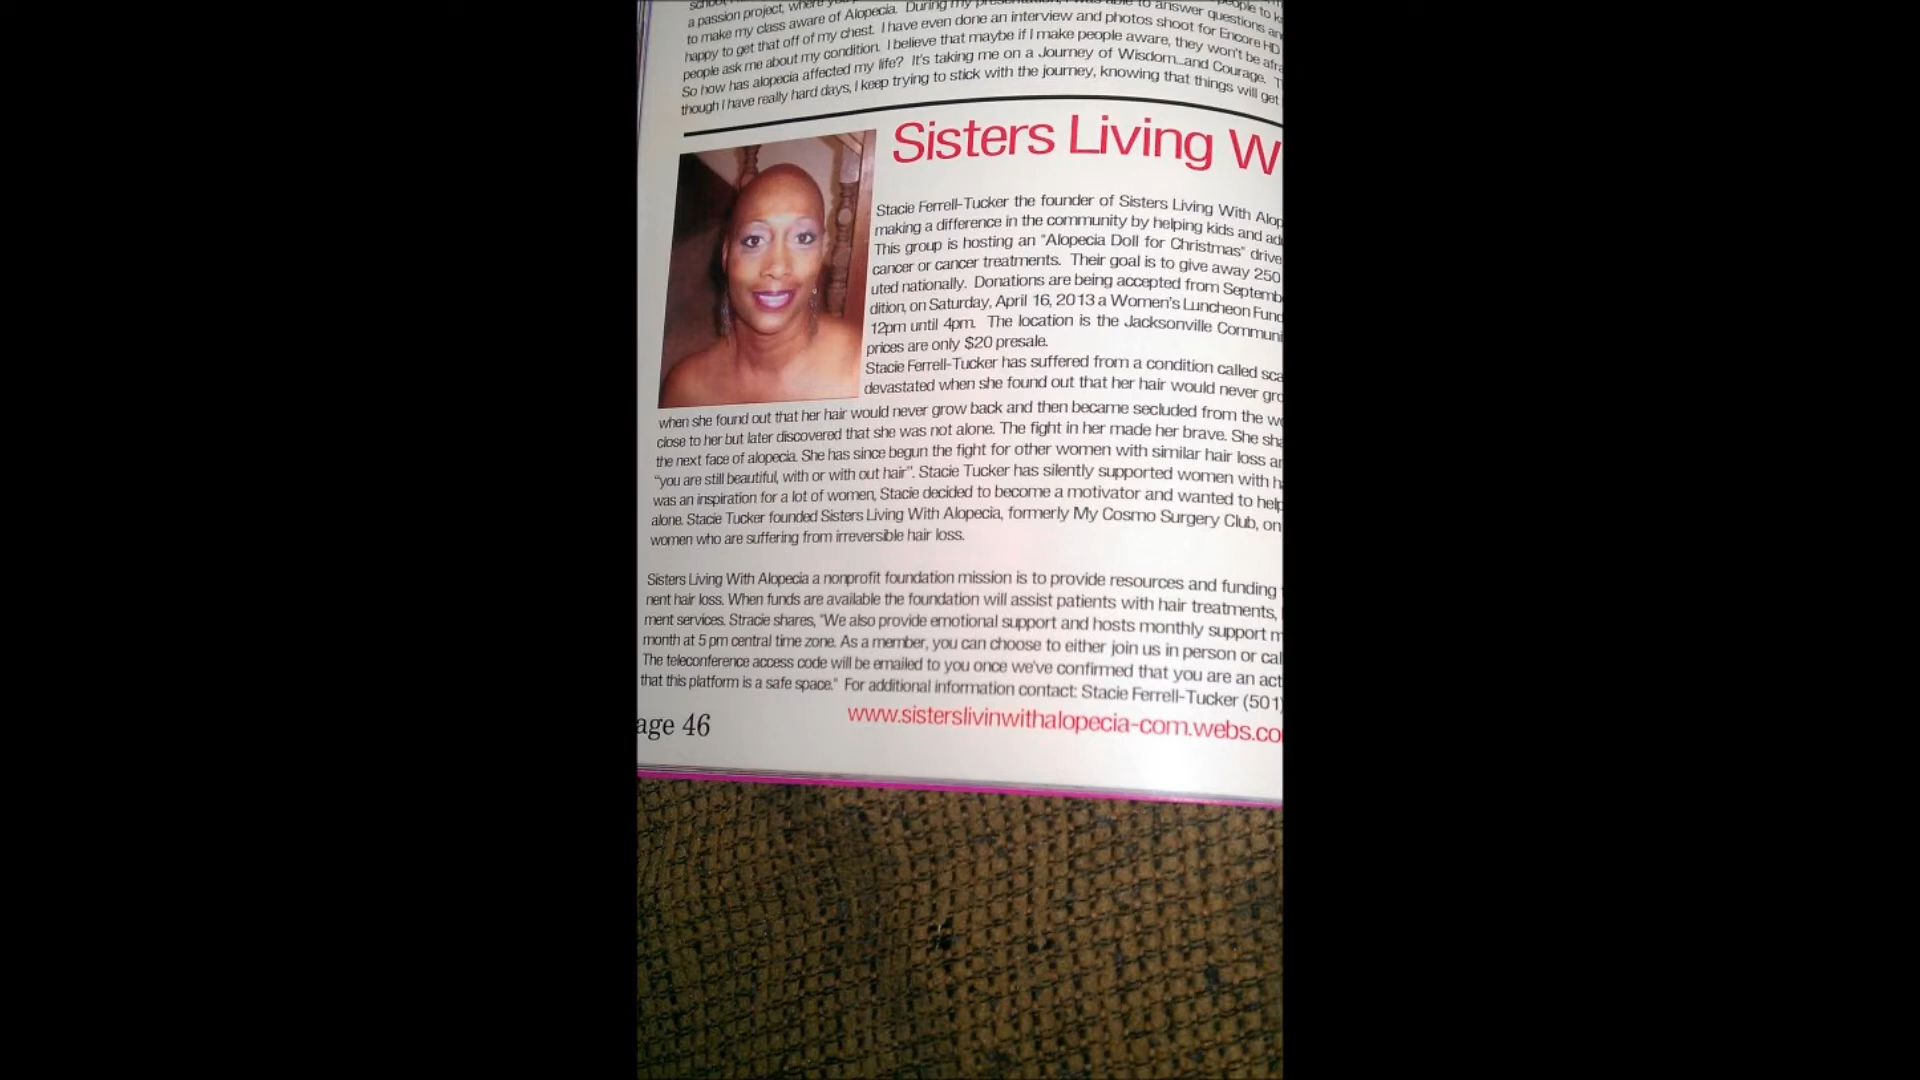 a passion project, where
to make my class aware of Alopecia. During my to answer questions
happy to get that off of my chest. I have even done an interview and photos shoot for Encore HD
people ask me about my condition. I believe that maybe if I make people aware, they won't be afra
So how has alopecia affected my life? It's taking me on a Journey of Wisdom...and Courage. T
though I have really hard days, I keep trying to stick with the journey, knowing that things will get
Sisters Living W
Stacie Ferrell-Tucker the founder of Sisters Living With Alop
making a difference in the community by helping kids and ad
This group is hosting an "Alopecia Doll for Christmas" drive
cancer or cancer treatments. Their goal is to give away 250
uted nationally. Donations are being accepted from Septemb
dition, on Saturday, April 16, 2013 a Women's Luncheon Fund
12pm until 4pm. The location is the Jacksonville Communi
prices are only $20 presale.
Stacie Ferrell-Tucker has suffered from a condition called sca
devastated when she found out that her hair would never gro
when she found out that her hair would never grow back and then became secluded from the wo
close to her but later discovered that she was not alone. The fight in her made her brave. She sha
the next face of alopecia. She has since begun the fight for other women with similar hair loss an
"you are still beautiful, with or with out hair". Stacie Tucker has silently supported women with ha
was an inspiration for a lot of women, Stacie decided to become a motivator and wanted to help
alone. Stacie Tucker founded Sisters Living With Alopecia, formerly My Cosmo Surgery Club, on
women who are suffering from irreversible hair loss.
Sisters Living With Alopecia a nonprofit foundation mission is to provide resources and funding
nent hair loss. When funds are available the foundation will assist patients with hair treatments,
ment services. Stracie shares, "We also provide emotional support and hosts monthly support m
month at 5 pm central time zone. As a member, you can choose to either join us in person or cal
The teleconference access code will be emailed to you once we've confirmed that you are an act
that this platform is a safe space." For additional information contact: Stacie Ferrell-Tucker (501)
age 46
www.sisterslivinwithalopecia-com.webs.co